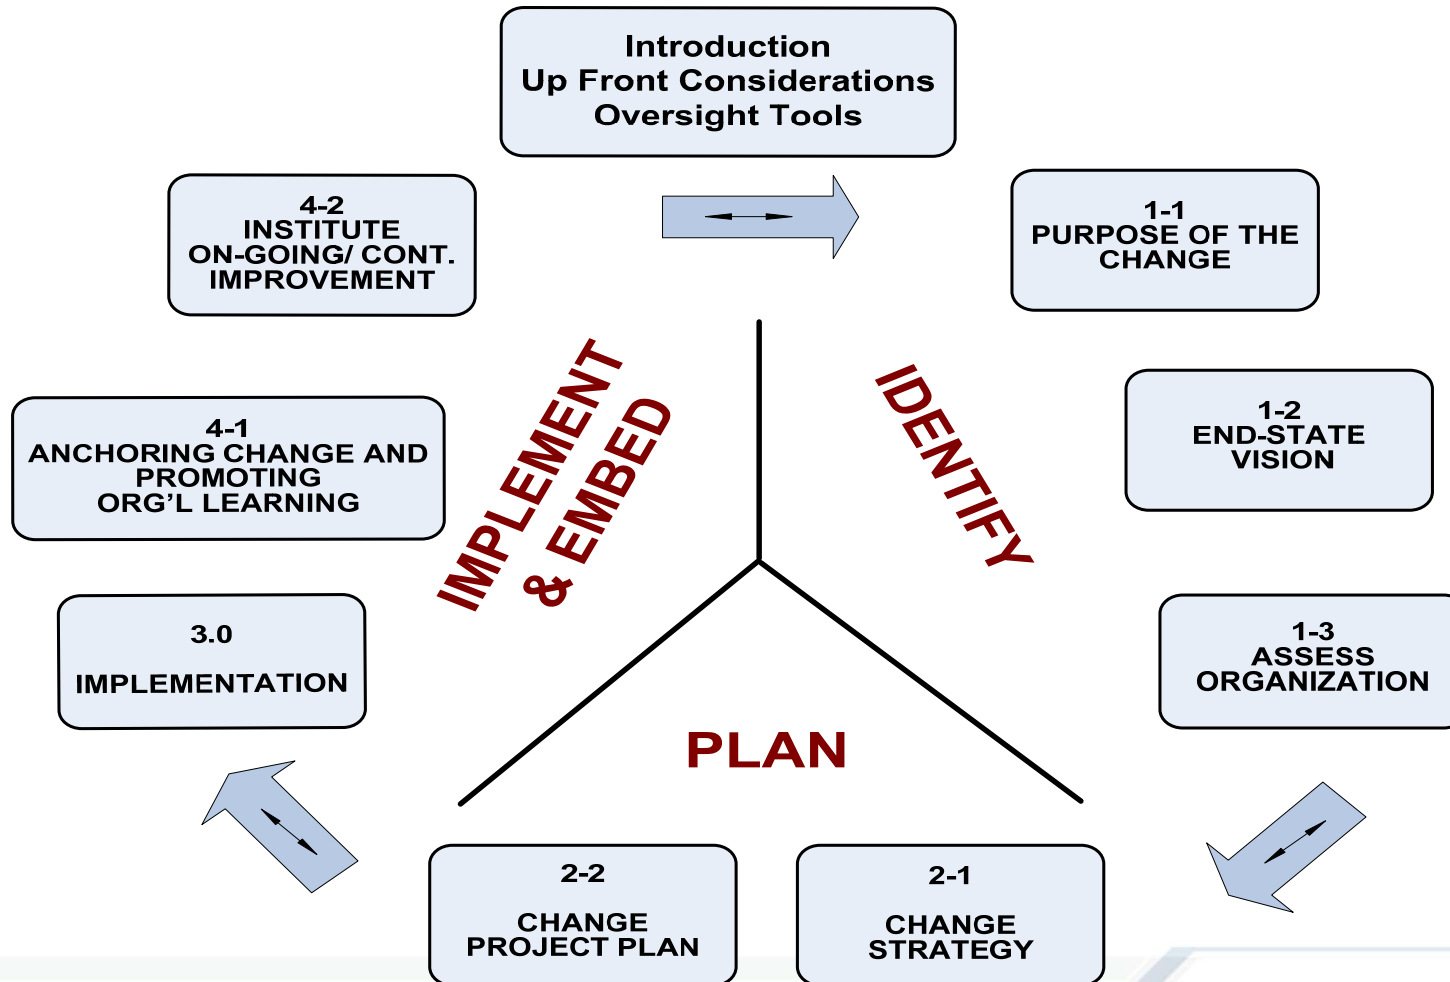 Introduction
Up Front Considerations
Oversight Tools
4-2
INSTITUTE
ON-GOING/ CONT.
IMPROVEMENT
1-1
PURPOSE OF THE
CHANGE
IMPLEMENT
& EMBED
IDENTIFY
1-2
END-STATE
VISION
4-1
ANCHORING CHANGE AND
PROMOTING
ORG’L LEARNING
3.0
IMPLEMENTATION
1-3
ASSESS
ORGANIZATION
PLAN
2-2
CHANGE
PROJECT PLAN
2-1
CHANGE
STRATEGY